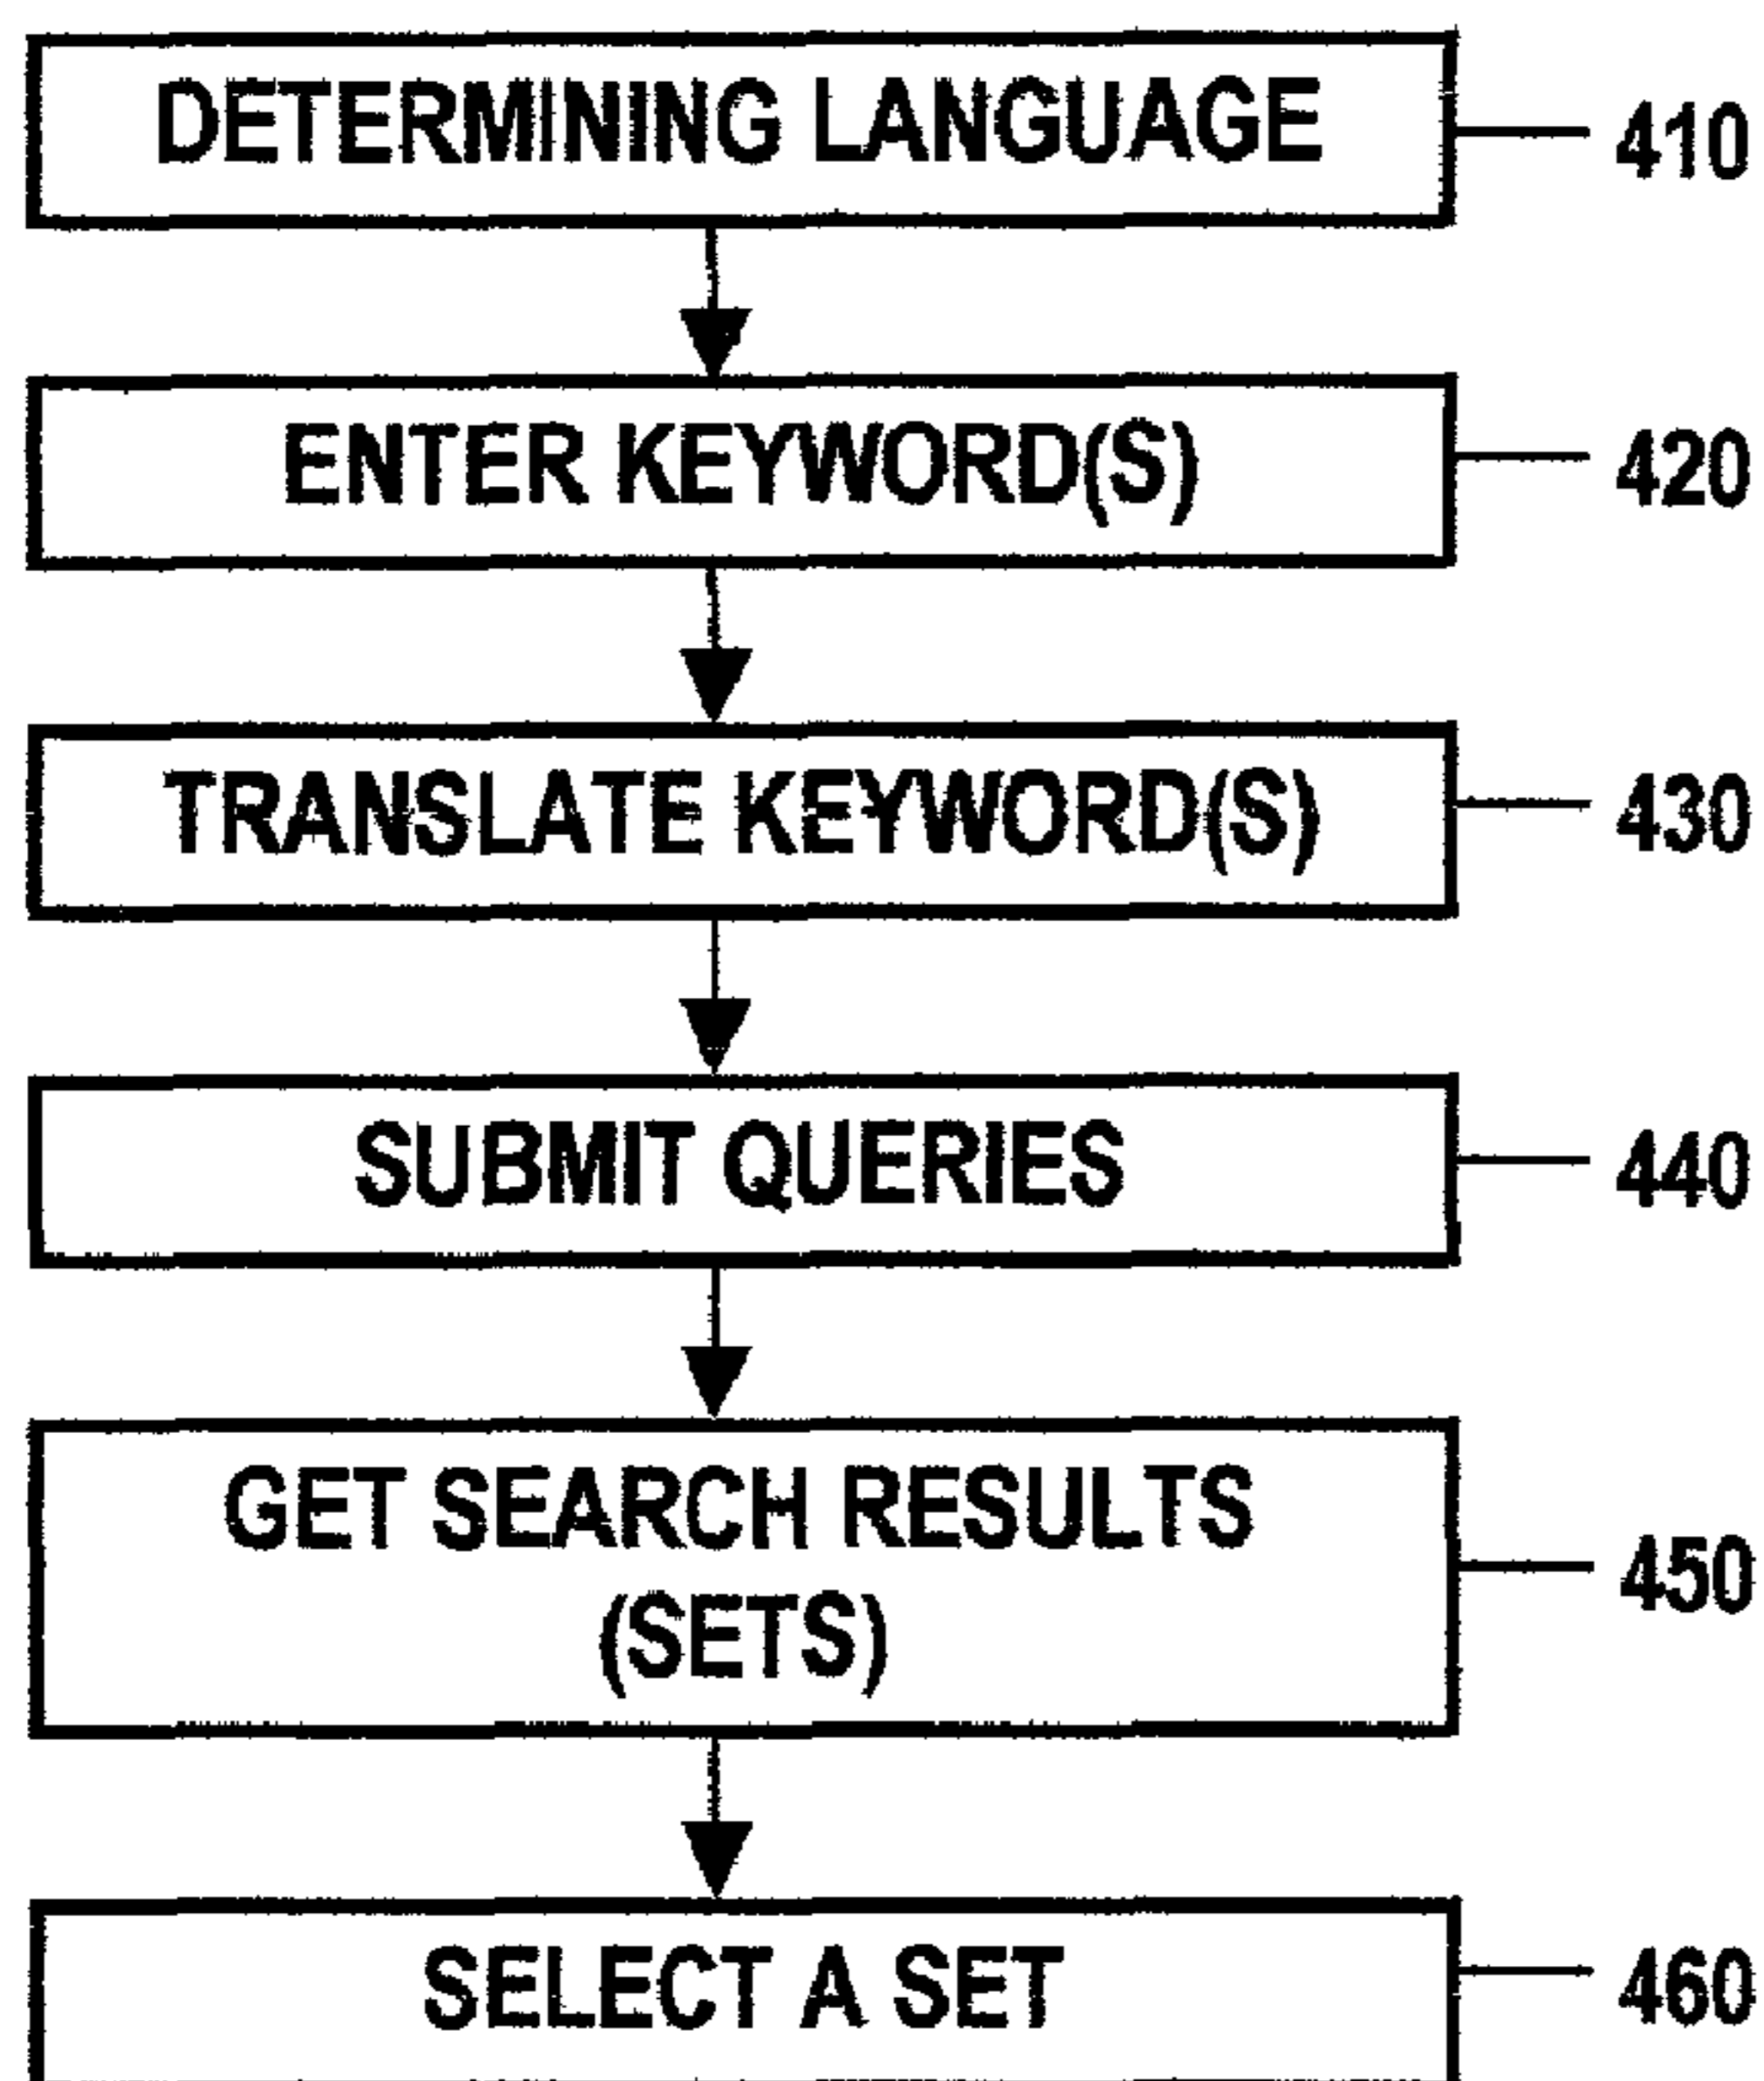 DETERMINING LANGUAGE 410
ENTER KEYWORD(S) 420
TRANSLATE KEYWORD(S) 430
SUBMIT QUERIES 440
GET SEARCH RESULTS
(SETS) 450
SELECT A SET 460